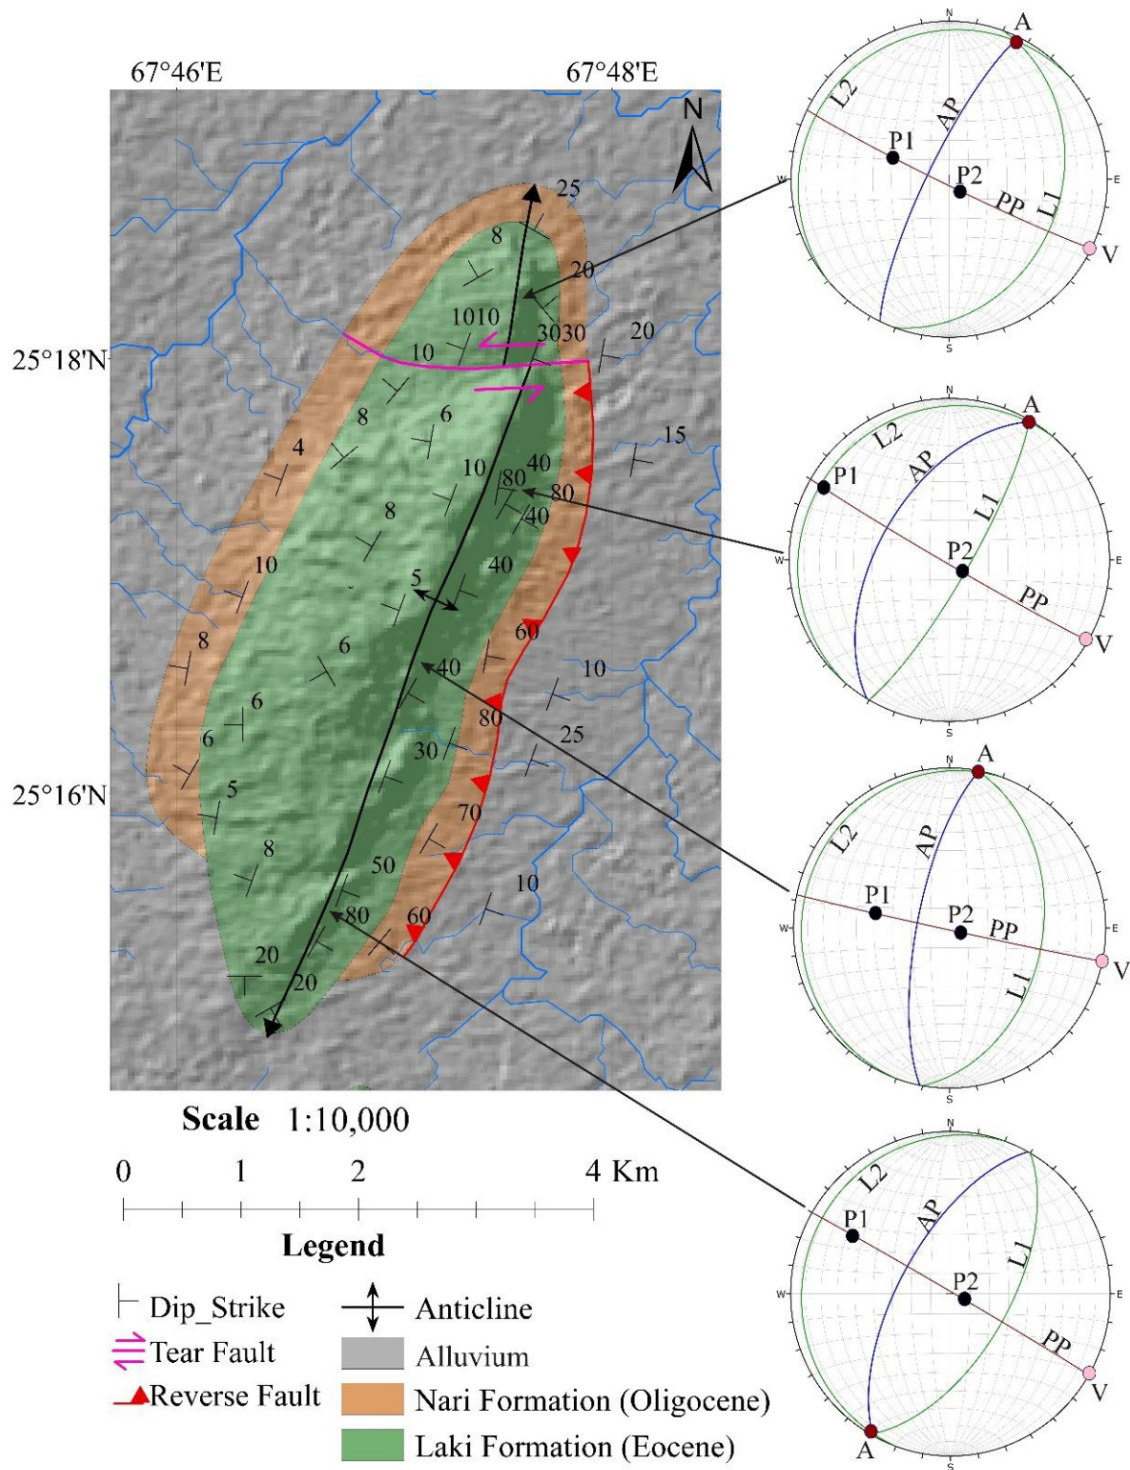 67°46'E
67°48'E
N
25
8
20
1010
3030
20
25°18'N
10
8
6
15
4
10
40
80
80
40
8
10
40
5
60
8
6
40
10
6
80
25
6
30
25°16'N
5
70
8
50
10
80
60
20
20
N
A
L2
AP
P1
P2
W
E
PP
L1
V
S
N
A
L2
AP
P1
L1
P2
W
E
PP
V
S
N
A
L2
AP
P1
P2
PP
W
E
V
L1
S
N
L2
AP
P1
L1
P2
W
E
PP
V
A
S
Scale 1:10,000
0 1 2 4 Km
Legend
Dip_Strike
Anticline
Tear Fault
Alluvium
Reverse Fault
Nari Formation (Oligocene)
Laki Formation (Eocene)